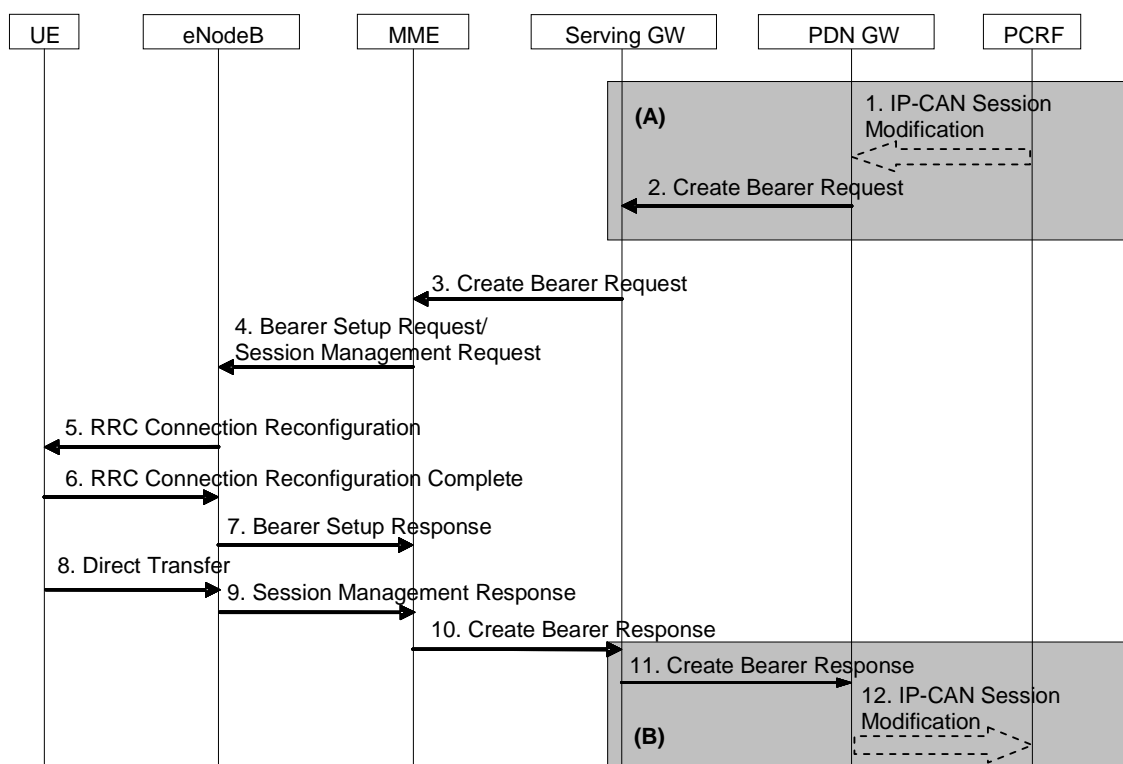 UE eNodeB MME Serving GW PDN GW PCRF
(A)
1. IP-CAN Session
Modification
2. Create Bearer Request
3. Create Bearer Request
4. Bearer Setup Request/
Session Management Request
5. RRC Connection Reconfiguration
6. RRC Connection Reconfiguration Complete
7. Bearer Setup Response
8. Direct Transfer
9. Session Management Response
10. Create Bearer Response
11. Create Bearer Response
12. IP-CAN Session
Modification
(B)